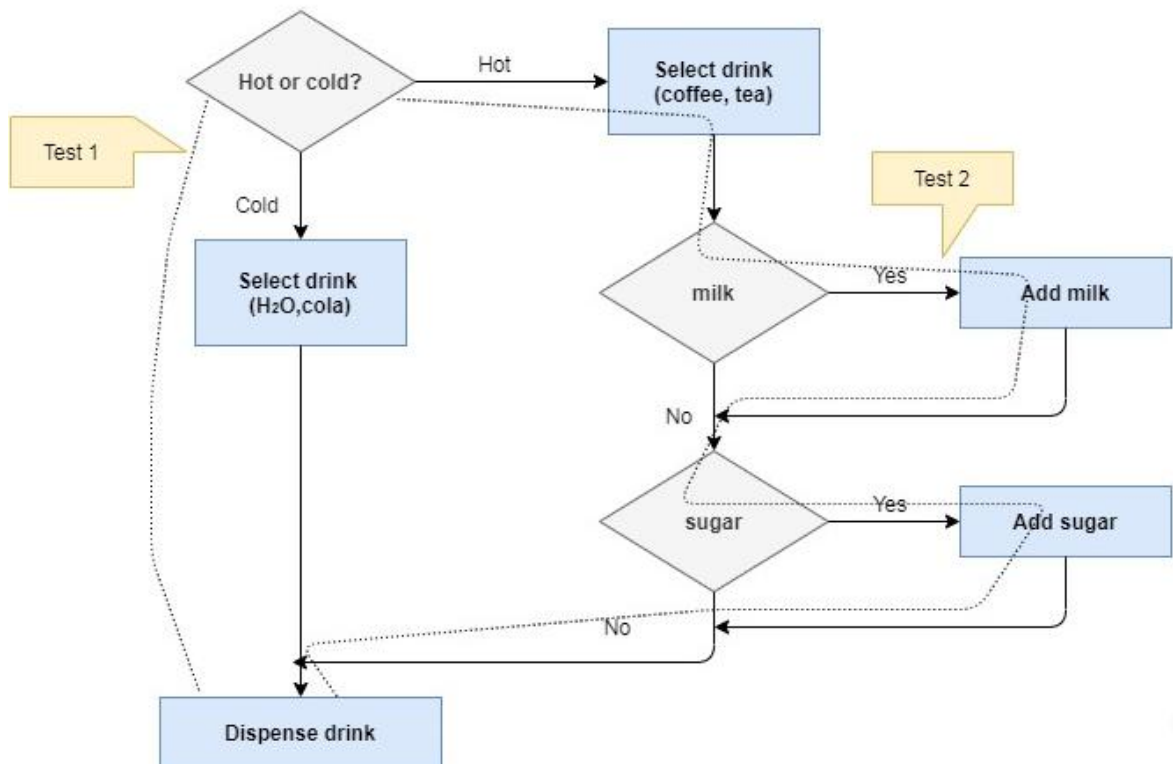 Hot or cold?
Hot
Select drink
(coffee, tea)
Test 1
Test 2
Cold
Select drink
(H₂O,cola)
milk
Yes
Add milk
No
sugar
Yes
Add sugar
No
Dispense drink